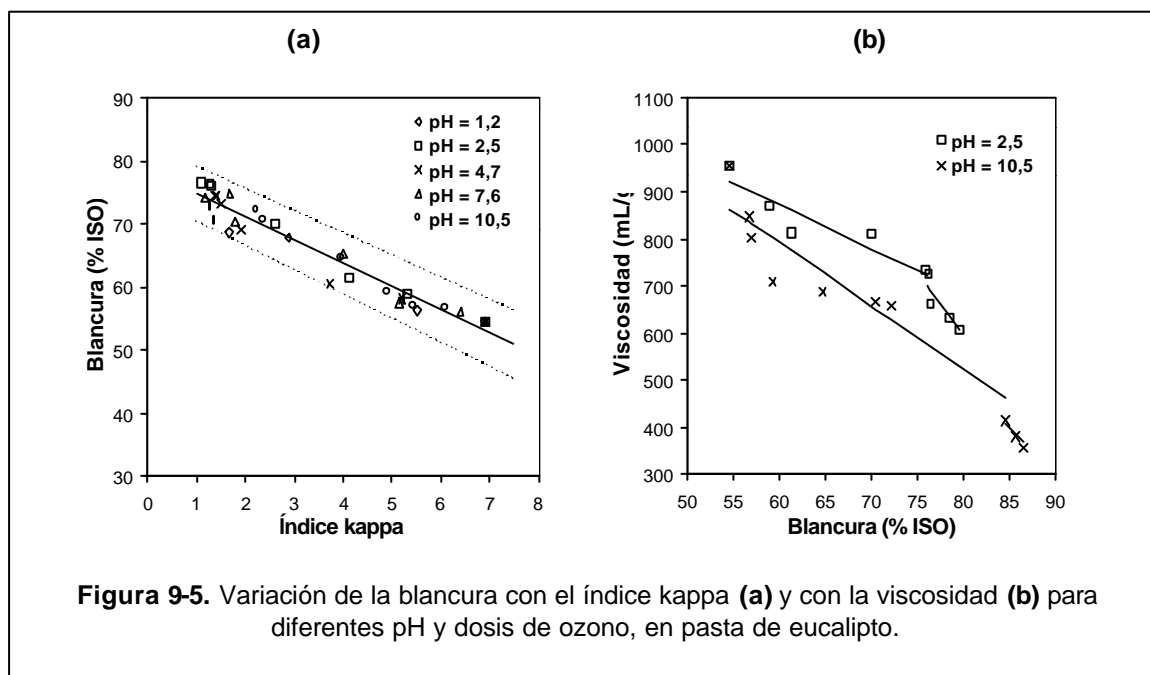 (a)
Blancura (% ISO)
90
80
70
60
50
40
30
0 1 2 3 4 5 6 7 8
Índice kappa
pH = 1,2
pH = 2,5
pH = 4,7
pH = 7,6
pH = 10,5
(b)
Viscosidad (mL/g
1100
1000
900
800
700
600
500
400
300
50 55 60 65 70 75 80 85 90
Blancura (% ISO)
pH = 2,5
pH = 10,5
Figura 9-5. Variación de la blancura con el índice kappa (a) y con la viscosidad (b) para
diferentes pH y dosis de ozono, en pasta de eucalipto.